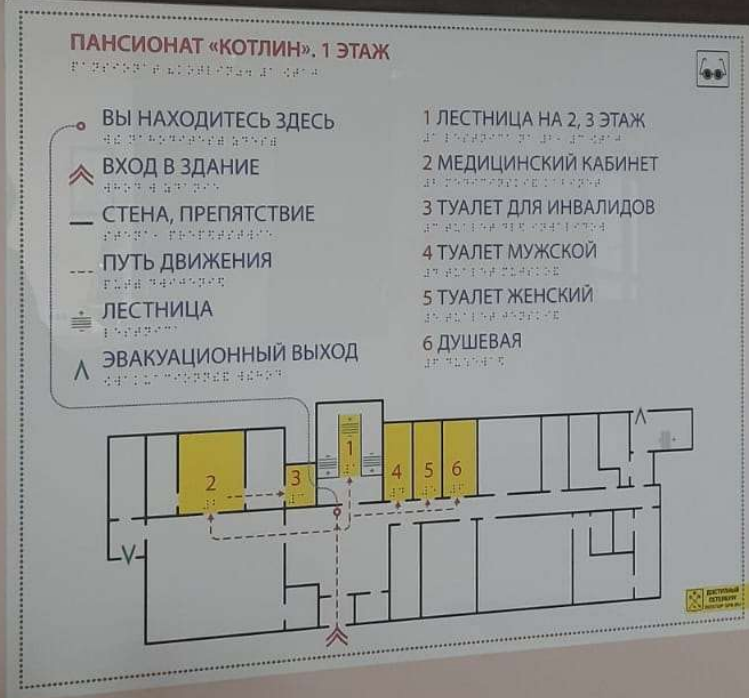 ПАНСИОНАТ «КОТЛИН». 1 ЭТАЖ
ВЫ НАХОДИТЕСЬ ЗДЕСЬ
ВХОД В ЗДАНИЕ
СТЕНА, ПРЕПЯТСТВИЕ
ПУТЬ ДВИЖЕНИЯ
ЛЕСТНИЦА
ЭВАКУАЦИОННЫЙ ВЫХОД
1 ЛЕСТНИЦА НА 2, 3 ЭТАЖ
2 МЕДИЦИНСКИЙ КАБИНЕТ
3 ТУАЛЕТ ДЛЯ ИНВАЛИДОВ
4 ТУАЛЕТ МУЖСКОЙ
5 ТУАЛЕТ ЖЕНСКИЙ
6 ДУШЕВАЯ
2
3
1
4
5
6
ДОСТУПНЫЙ
ПЕТЕРБУРГ